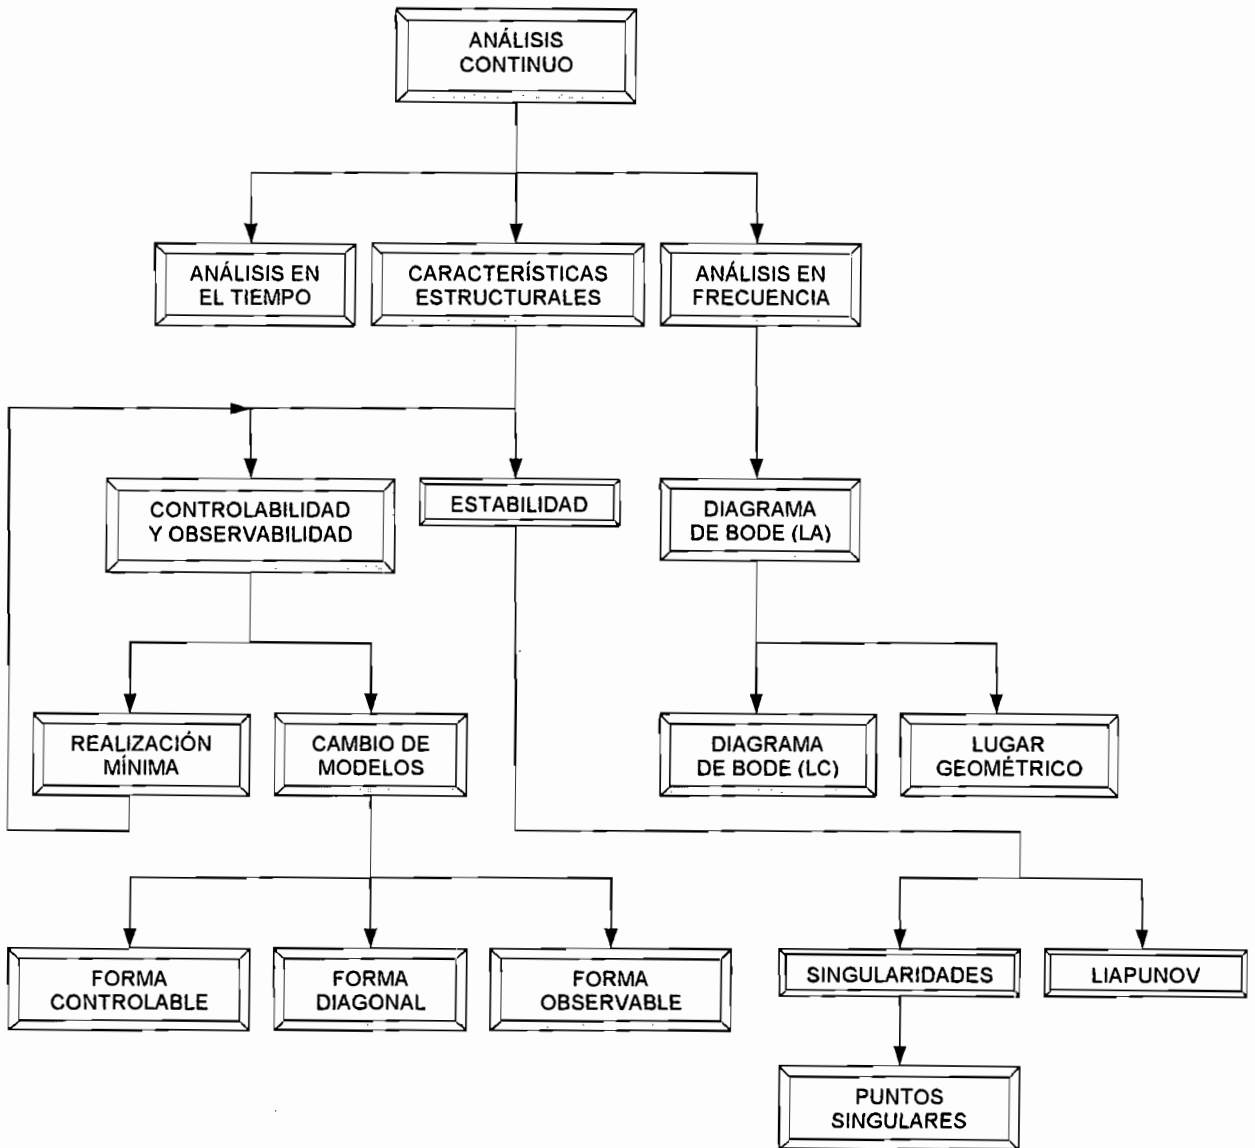 ANÁLISIS
CONTINUO
ANÁLISIS EN
EL TIEMPO
CARACTERÍSTICAS
ESTRUCTURALES
ANÁLISIS EN
FRECUENCIA
CONTROLABILIDAD
Y OBSERVABILIDAD
ESTABILIDAD
DIAGRAMA
DE BODE (LA)
REALIZACIÓN
MÍNIMA
CAMBIO DE
MODELOS
DIAGRAMA
DE BODE (LC)
LUGAR
GEOMÉTRICO
FORMA
CONTROLABLE
FORMA
DIAGONAL
FORMA
OBSERVABLE
SINGULARIDADES
LIAPUNOV
PUNTOS
SINGULARES